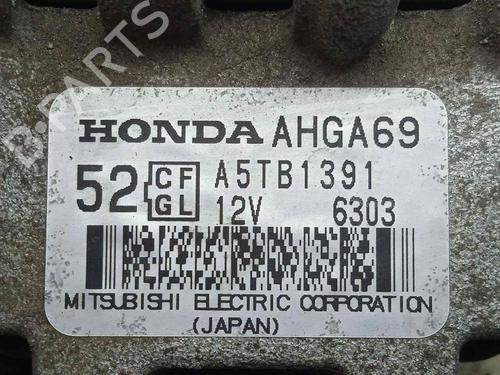 B-PARTS
HONDA AHGA69
52 CF GL A5TB1391
12V 6303
MITSUBISHI ELECTRIC CORPORATION
(JAPAN)